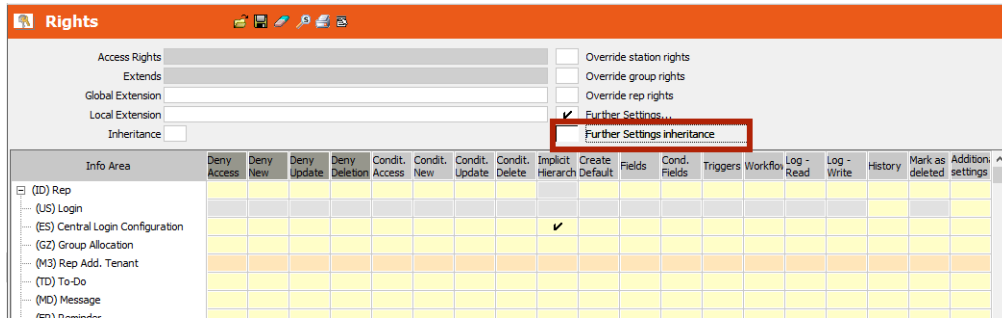 Rights
Access Rights
Override station rights
Extends
Override group rights
Global Extension
Override rep rights
Local Extension
Further Settings...
Inheritance
Further Settings inheritance
Info Area
Deny Access
Deny New
Deny Update
Deny Deletion
Condit. Access
Condit. New
Condit. Update
Condit. Delete
Implicit Hierarch
Create Default
Fields
Cond. Fields
Triggers
Workflow
Log - Read
Log - Write
History
Mark as deleted
Addition settings
(ID) Rep
(US) Login
(ES) Central Login Configuration
(GZ) Group Allocation
(M3) Rep Add. Tenant
(TD) To-Do
(MD) Message